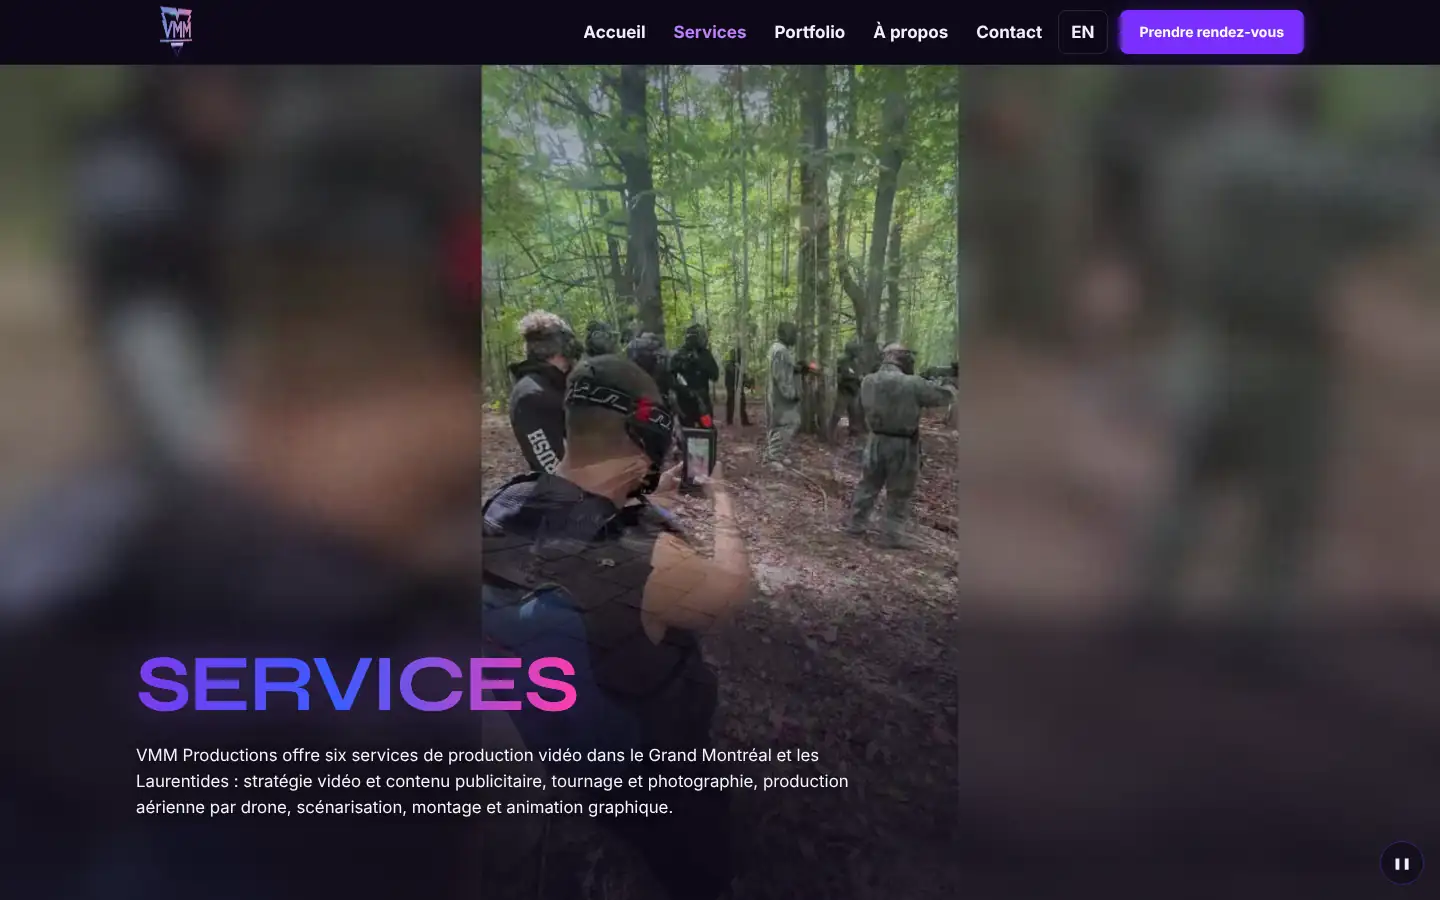 VMM
Accueil
Services
Portfolio
À propos
Contact
EN
Prendre rendez-vous
RUSH
SERVICES
VMM Productions offre six services de production vidéo dans le Grand Montréal et les
Laurentides : stratégie vidéo et contenu publicitaire, tournage et photographie, production
aérienne par drone, scénarisation, montage et animation graphique.